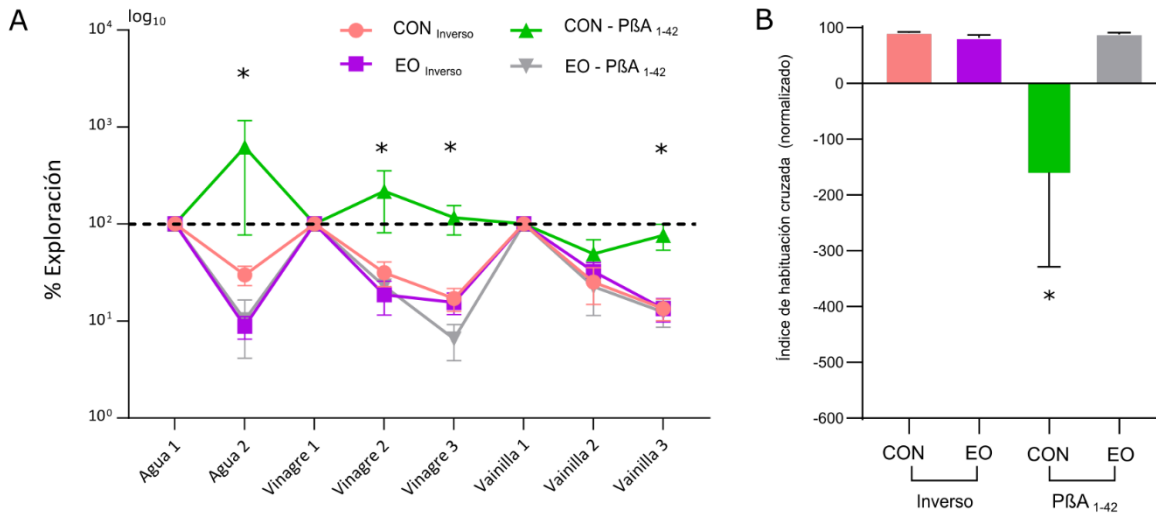 A
log10
CON Inverso
CON - PßA 1-42
EO Inverso
EO - PßA 1-42
% Exploración
10^4
10^3
10^2
10^1
10^0
*
*
*
*
Agua 1
Agua 2
Vinagre 1
Vinagre 2
Vinagre 3
Vainilla 1
Vainilla 2
Vainilla 3
B
Índice de habituación cruzada (normalizado)
100
0
-100
-200
-300
-400
-500
-600
*
CON EO CON EO
Inverso PßA 1-42